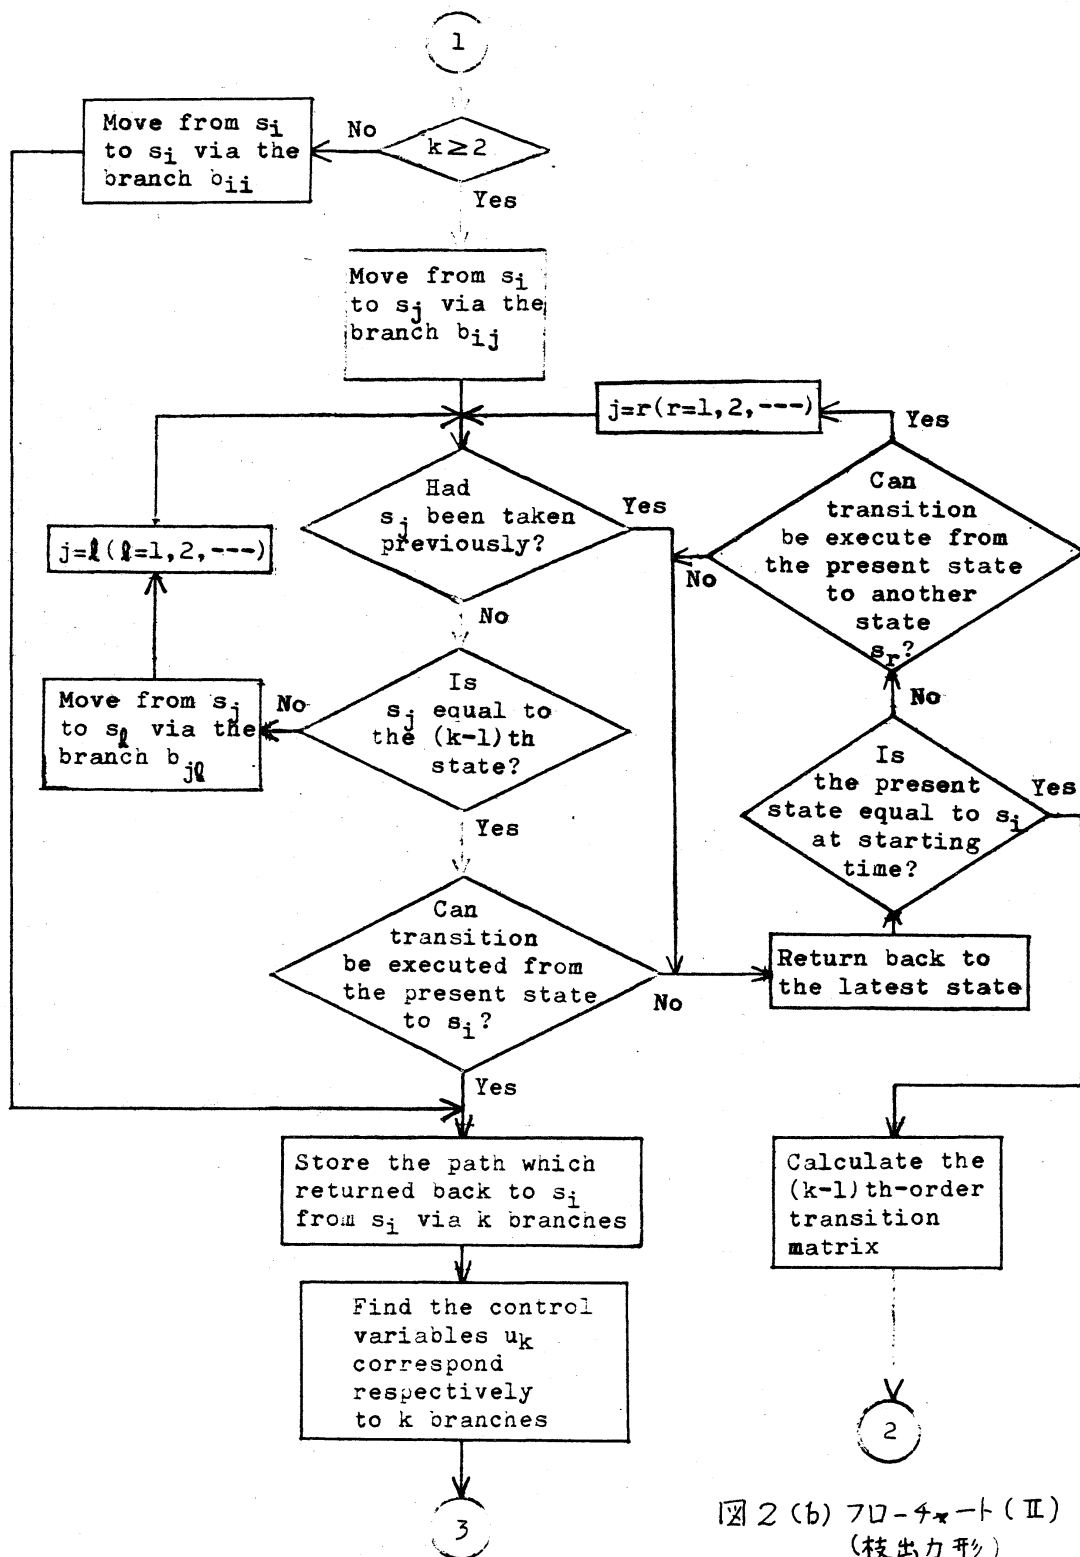 1
k≥2
No
Yes
Move from si
to si via the
branch bii
Move from si
to sj via the
branch bij
j=r(r=1,2,---)
Yes
Can
transition
be execute from
the present state
to another
state
sr?
No
Had
sj been taken
previously?
Yes
No
j=ℓ(ℓ=1,2,---)
Is
sj equal to
the (k-1)th
state?
No
Yes
Move from sj
to sℓ via the
branch bjℓ
No
Is
the present
state equal to si
at starting
time?
Yes
Can
transition
be executed from
the present state
to si?
No
Yes
Return back to
the latest state
Store the path which
returned back to si
from si via k branches
Calculate the
(k-1)th-order
transition
matrix
Find the control
variables uk
correspond
respectively
to k branches
2
3
図2(b) フローチャート(II)
(枝出力形)